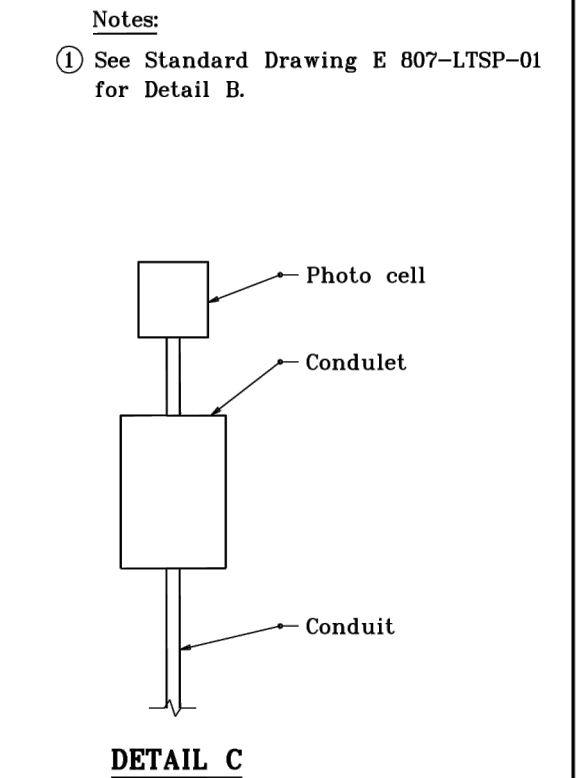 Notes:
① See Standard Drawing E 807-LTSP-01
for Detail B.
Photo cell
Condulet
Conduit
DETAIL C